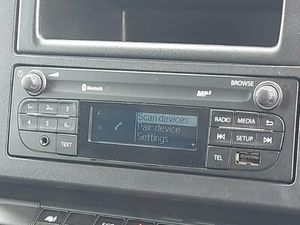 Bluetooth
MP3
BROWSE
Scan devices
Pair device
Settings
1
2
3
4
5
6
TEXT
RADIO
MEDIA
SETUP
TEL